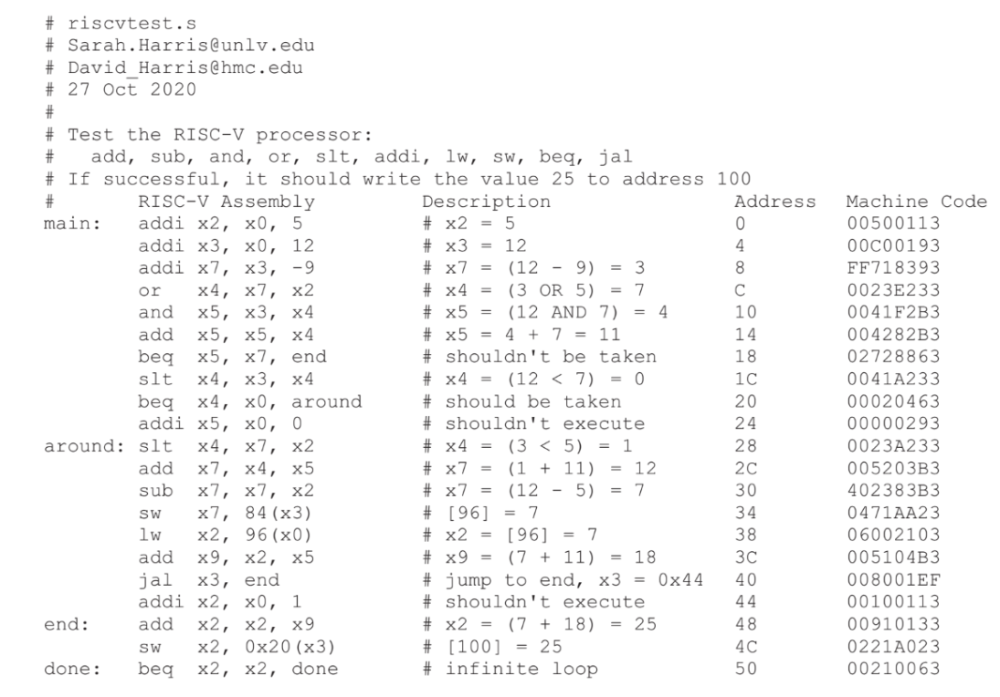 # riscvtest.s
# Sarah.Harris@unlv.edu
# David_Harris@hmc.edu
# 27 Oct 2020
#
# Test the RISC-V processor:
#   add, sub, and, or, slt, addi, lw, sw, beq, jal
# If successful, it should write the value 25 to address 100
#       RISC-V Assembly         Description               Address   Machine Code
main:   addi x2, x0, 5          # x2 = 5                  0         00500113
        addi x3, x0, 12         # x3 = 12                 4         00C00193
        addi x7, x3, -9         # x7 = (12 - 9) = 3       8         FF718393
        or   x4, x7, x2         # x4 = (3 OR 5) = 7       C         0023E233
        and  x5, x3, x4         # x5 = (12 AND 7) = 4     10        0041F2B3
        add  x5, x5, x4         # x5 = 4 + 7 = 11         14        004282B3
        beq  x5, x7, end        # shouldn't be taken      18        02728863
        slt  x4, x3, x4         # x4 = (12 < 7) = 0       1C        0041A233
        beq  x4, x0, around     # should be taken         20        00020463
        addi x5, x0, 0          # shouldn't execute       24        00000293
around: slt  x4, x7, x2         # x4 = (3 < 5) = 1        28        0023A233
        add  x7, x4, x5         # x7 = (1 + 11) = 12      2C        005203B3
        sub  x7, x7, x2         # x7 = (12 - 5) = 7       30        402383B3
        sw   x7, 84(x3)         # [96] = 7                34        0471AA23
        lw   x2, 96(x0)         # x2 = [96] = 7           38        06002103
        add  x9, x2, x5         # x9 = (7 + 11) = 18      3C        005104B3
        jal  x3, end            # jump to end, x3 = 0x44  40        008001EF
        addi x2, x0, 1          # shouldn't execute       44        00100113
end:    add  x2, x2, x9         # x2 = (7 + 18) = 25      48        00910133
        sw   x2, 0x20(x3)       # [100] = 25              4C        0221A023
done:   beq  x2, x2, done       # infinite loop           50        00210063